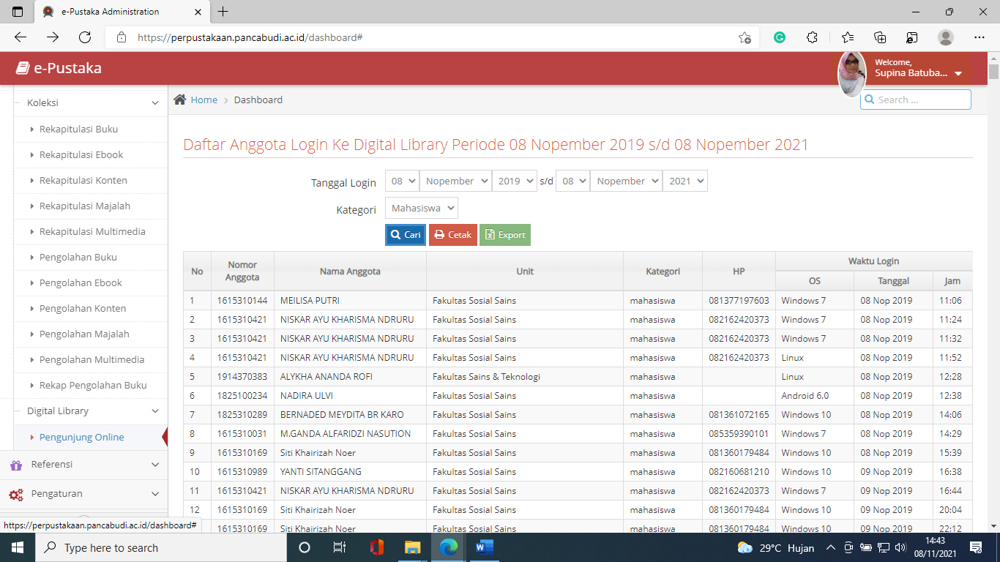 e-Pustaka Administration
https://perpustakaan.pancabudi.ac.id/dashboard#
e-Pustaka
Welcome,
Supina Batuba...
Koleksi
Rekapitulasi Buku
Rekapitulasi Ebook
Rekapitulasi Konten
Rekapitulasi Majalah
Rekapitulasi Multimedia
Pengolahan Buku
Pengolahan Ebook
Pengolahan Konten
Pengolahan Majalah
Pengolahan Multimedia
Rekap Pengolahan Buku
Digital Library
Pengunjung Online
Referensi
Pengaturan
https://perpustakaan.pancabudi.ac.id/dashboard#
Home > Dashboard
Search ...
Daftar Anggota Login Ke Digital Library Periode 08 Nopember 2019 s/d 08 Nopember 2021
Tanggal Login 08 Nopember 2019 s/d 08 Nopember 2021
Kategori Mahasiswa
Cari Cetak Export
No Nomor Anggota Nama Anggota Unit Kategori HP Waktu Login
OS Tanggal Jam
1 1615310144 MEILISA PUTRI Fakultas Sosial Sains mahasiswa 081377197603 Windows 7 08 Nop 2019 11:06
2 1615310421 NISKAR AYU KHARISMA NDRURU Fakultas Sosial Sains mahasiswa 082162420373 Windows 7 08 Nop 2019 11:24
3 1615310421 NISKAR AYU KHARISMA NDRURU Fakultas Sosial Sains mahasiswa 082162420373 Windows 7 08 Nop 2019 11:32
4 1615310421 NISKAR AYU KHARISMA NDRURU Fakultas Sosial Sains mahasiswa 082162420373 Linux 08 Nop 2019 11:52
5 1914370383 ALYKHA ANANDA ROFI Fakultas Sains & Teknologi mahasiswa Linux 08 Nop 2019 12:28
6 1825100234 NADIRA ULVI Fakultas Sosial Sains mahasiswa Android 6.0 08 Nop 2019 12:38
7 1825310289 BERNADED MEYDITA BR KARO Fakultas Sosial Sains mahasiswa 081361072165 Windows 10 08 Nop 2019 14:06
8 1615310031 M.GANDA ALFARIDZI NASUTION Fakultas Sosial Sains mahasiswa 085359390101 Windows 7 08 Nop 2019 14:29
9 1615310169 Siti Khairizah Noer Fakultas Sosial Sains mahasiswa 081360179484 Windows 10 08 Nop 2019 15:39
10 1615310989 YANTI SITANGGANG Fakultas Sosial Sains mahasiswa 082160681210 Windows 10 09 Nop 2019 16:38
11 1615310421 NISKAR AYU KHARISMA NDRURU Fakultas Sosial Sains mahasiswa 082162420373 Windows 7 09 Nop 2019 16:44
12 1615310169 Siti Khairizah Noer Fakultas Sosial Sains mahasiswa 081360179484 Windows 10 09 Nop 2019 20:04
1615310169 Siti Khairizah Noer Fakultas Sosial Sains mahasiswa 081360179484 Windows 10 09 Nop 2019 22:12
Type here to search
29°C Hujan
14:43
08/11/2021